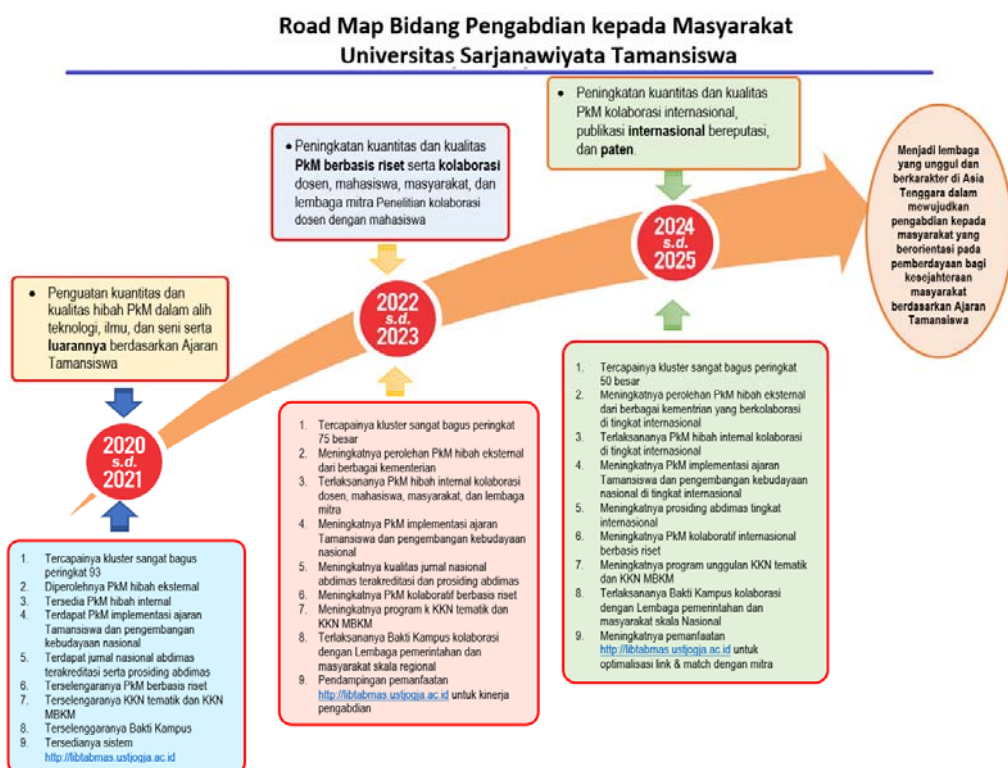 Road Map Bidang Pengabdian kepada Masyarakat
Universitas Sarjanawiyata Tamansiswa
• Penguatan kuantitas dan
kualitas hibah PkM dalam alih
teknologi, ilmu, dan seni serta
luarannya berdasarkan Ajaran
Tamansiswa
2020
s.d.
2021
1. Tercapainya kluster sangat bagus
peringkat 93
2. Diperolehnya PkM hibah eksternal
3. Tersedia PkM hibah internal
4. Terdapat PkM implementasi ajaran
Tamansiswa dan pengembangan
kebudayaan nasional
5. Terdapat jurnal nasional abdimas
terakreditasi serta prosiding abdimas
6. Terselengaranya PkM berbasis riset
7. Terselengaranya KKN tematik dan KKN
MBKM
8. Terselenggaranya Bakti Kampus
9. Tersedianya sistem
http://libtabmas.ustjogja.ac.id
• Peningkatan kuantitas dan kualitas
PkM berbasis riset serta kolaborasi
dosen, mahasiswa, masyarakat, dan
lembaga mitra Penelitian kolaborasi
dosen dengan mahasiswa
2022
s.d.
2023
1. Tercapainya kluster sangat bagus peringkat
75 besar
2. Meningkatnya perolehan PkM hibah eksternal
dari berbagai kementerian
3. Terlaksananya PkM hibah internal kolaborasi
dosen, mahasiswa, masyarakat, dan lembaga
mitra
4. Meningkatnya PkM implementasi ajaran
Tamansiswa dan pengembangan kebudayaan
nasional
5. Meningkatnya kualitas jurnal nasional
abdimas terakreditasi dan prosiding abdimas
6. Meningkatnya PkM kolaboratif berbasis riset
7. Meningkatnya program k KKN tematik dan
KKN MBKM
8. Terlaksananya Bakti Kampus kolaborasi
dengan Lembaga pemerintahan dan
masyarakat skala regional
9. Pendampingan pemanfaatan
http://libtabmas.ustjogja.ac.id untuk kinerja
pengabdian
• Peningkatan kuantitas dan kualitas
PkM kolaborasi internasional,
publikasi internasional bereputasi,
dan paten.
2024
s.d.
2025
1. Tercapainya kluster sangat bagus peringkat
50 besar
2. Meningkatnya perolehan PkM hibah eksternal
dari berbagai kementrian yang berkolaborasi
di tingkat internasional
3. Terlaksananya PkM hibah internal kolaborasi
di tingkat internasional
4. Meningkatnya PkM implementasi ajaran
Tamansiswa dan pengembangan kebudayaan
nasional di tingkat internasional
5. Meningkatnya prosiding abdimas tingkat
internasional
6. Meningkatnya PkM kolaboratif internasional
berbasis riset
7. Meningkatnya program unggulan KKN tematik
dan KKN MBKM
8. Terlaksananya Bakti Kampus kolaborasi
dengan Lembaga pemerintahan dan
masyarakat skala Nasional
9. Meningkatnya pemanfaatan
http://libtabmas.ustjogja.ac.id untuk
optimalisasi link & match dengan mitra
Menjadi lembaga
yang unggul dan
berkarakter di Asia
Tenggara dalam
mewujudkan
pengabdian kepada
masyarakat yang
berorientasi pada
pemberdayaan bagi
kesejahteraan
masyarakat
berdasarkan Ajaran
Tamansiswa